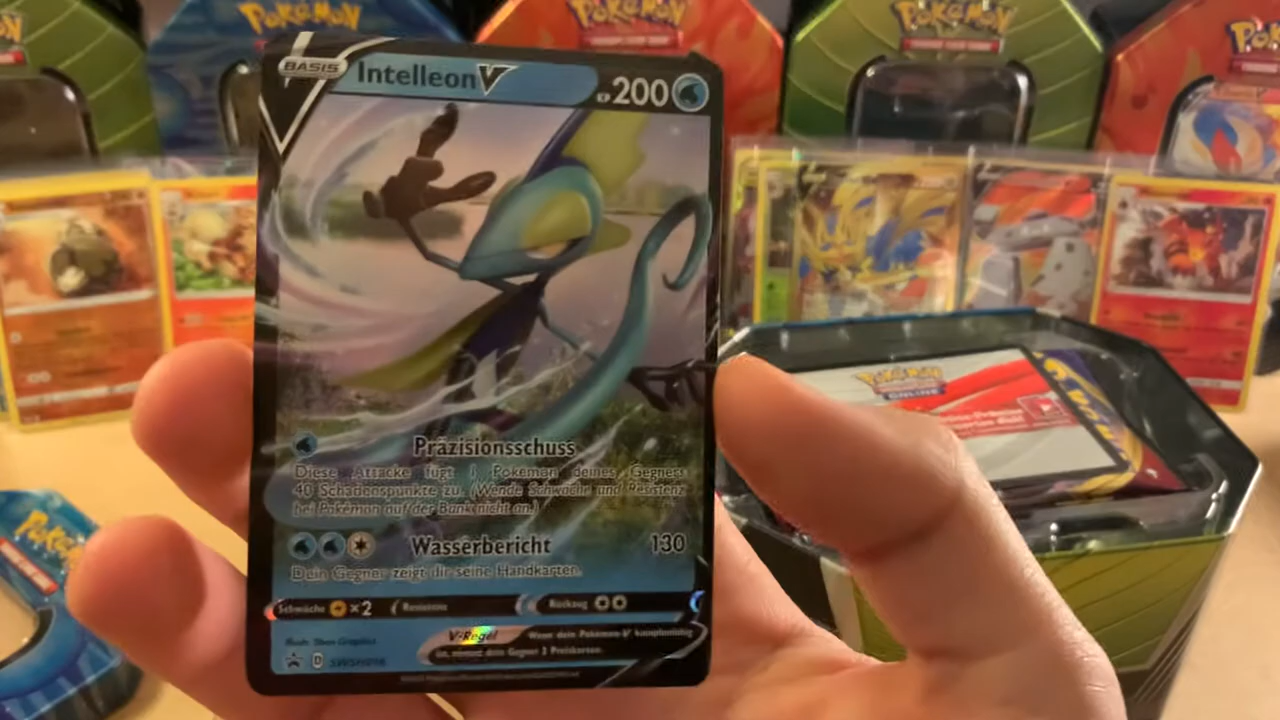 Pokémon
Pokémon
Pokémon
BASIS
Intelleon V
200
Präzisionsschuss
Diese Attacke fügt 1 Pokémon deines Gegners
40 Schadenspunkte zu. (Wende Schwäche und Resistenz
bei Pokémon auf der Bank nicht an.)
Wasserbericht 130
Dein Gegner zeigt dir seine Handkarten.
Schwäche ×2 Resistenz Rückzug
V-Regel Wenn dein Pokémon-V kampfunfähig
ist, nimmt dein Gegner 2 Preiskarten.
D
Pokémon
ONLINE